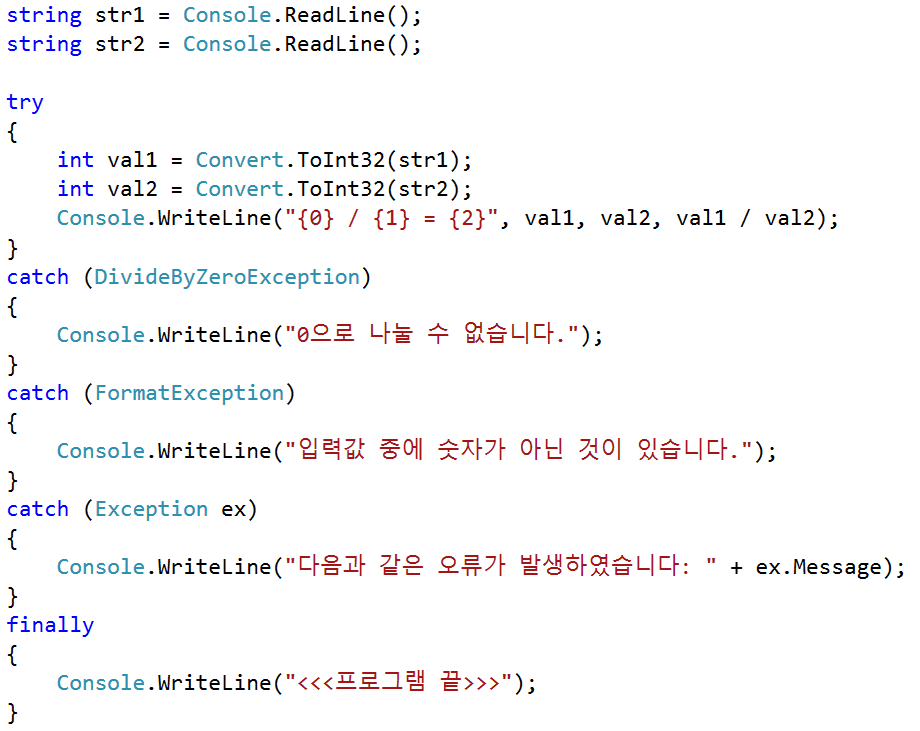 string str1 = Console.ReadLine();
string str2 = Console.ReadLine();
try
{
    int val1 = Convert.ToInt32(str1);
    int val2 = Convert.ToInt32(str2);
    Console.WriteLine("{0} / {1} = {2}", val1, val2, val1 / val2);
}
catch (DivideByZeroException)
{
    Console.WriteLine("0으로 나눌 수 없습니다.");
}
catch (FormatException)
{
    Console.WriteLine("입력값 중에 숫자가 아닌 것이 있습니다.");
}
catch (Exception ex)
{
    Console.WriteLine("다음과 같은 오류가 발생하였습니다: " + ex.Message);
}
finally
{
    Console.WriteLine("<<<프로그램 끝>>>");
}